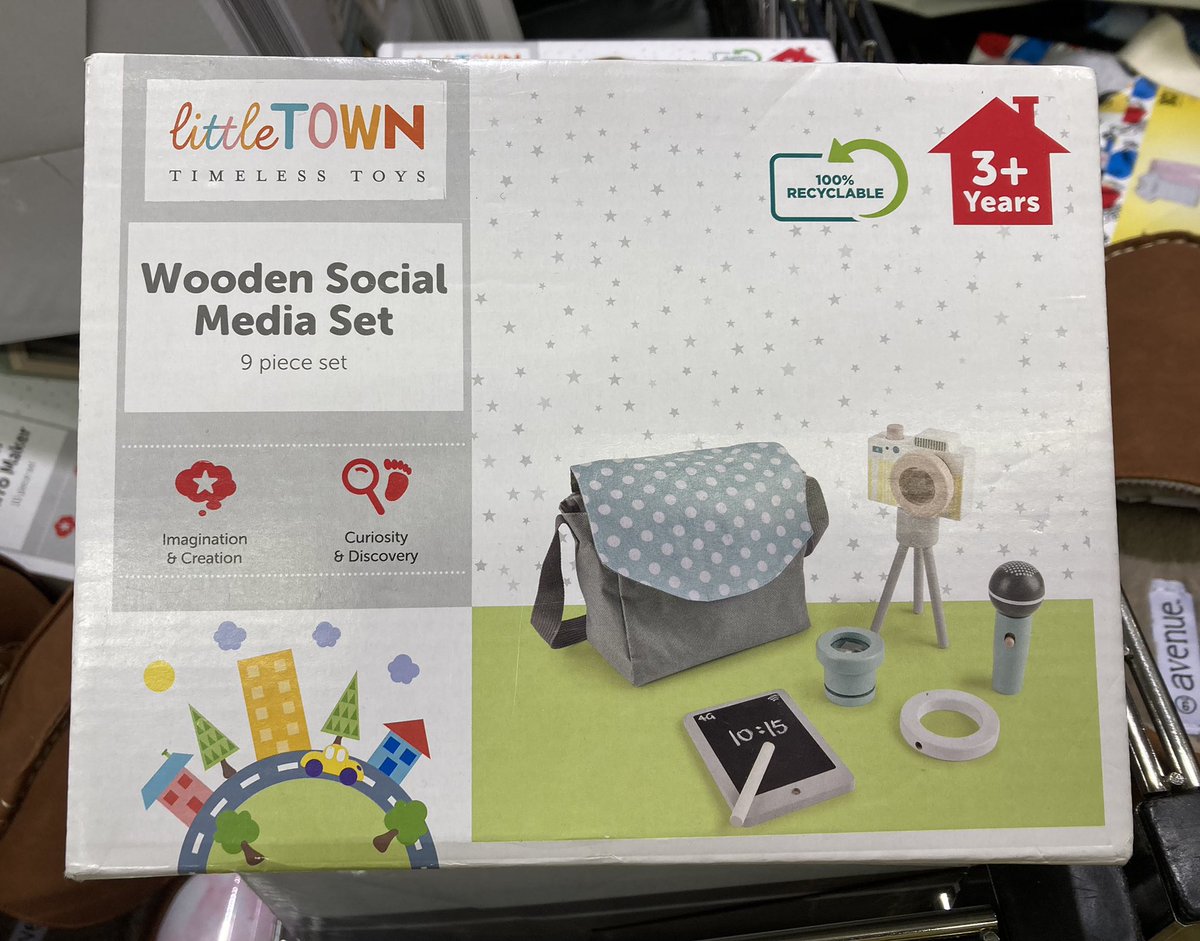 littleTOWN
TIMELESS TOYS
100%
RECYCLABLE
3+
Years
Wooden Social
Media Set
9 piece set
Imagination
& Creation
Curiosity
& Discovery
4G
10:15
Maker
avenue.